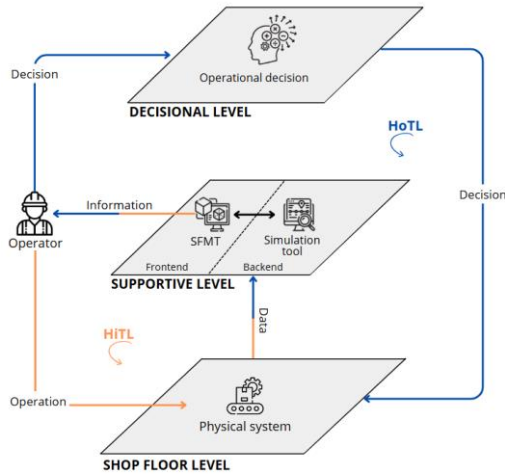 Decision
Operational decision
DECISIONAL LEVEL
HoTL
Decision
Information
Operator
SFMT
Simulation
tool
Frontend
Backend
SUPPORTIVE LEVEL
HiTL
Data
Operation
Physical system
SHOP FLOOR LEVEL